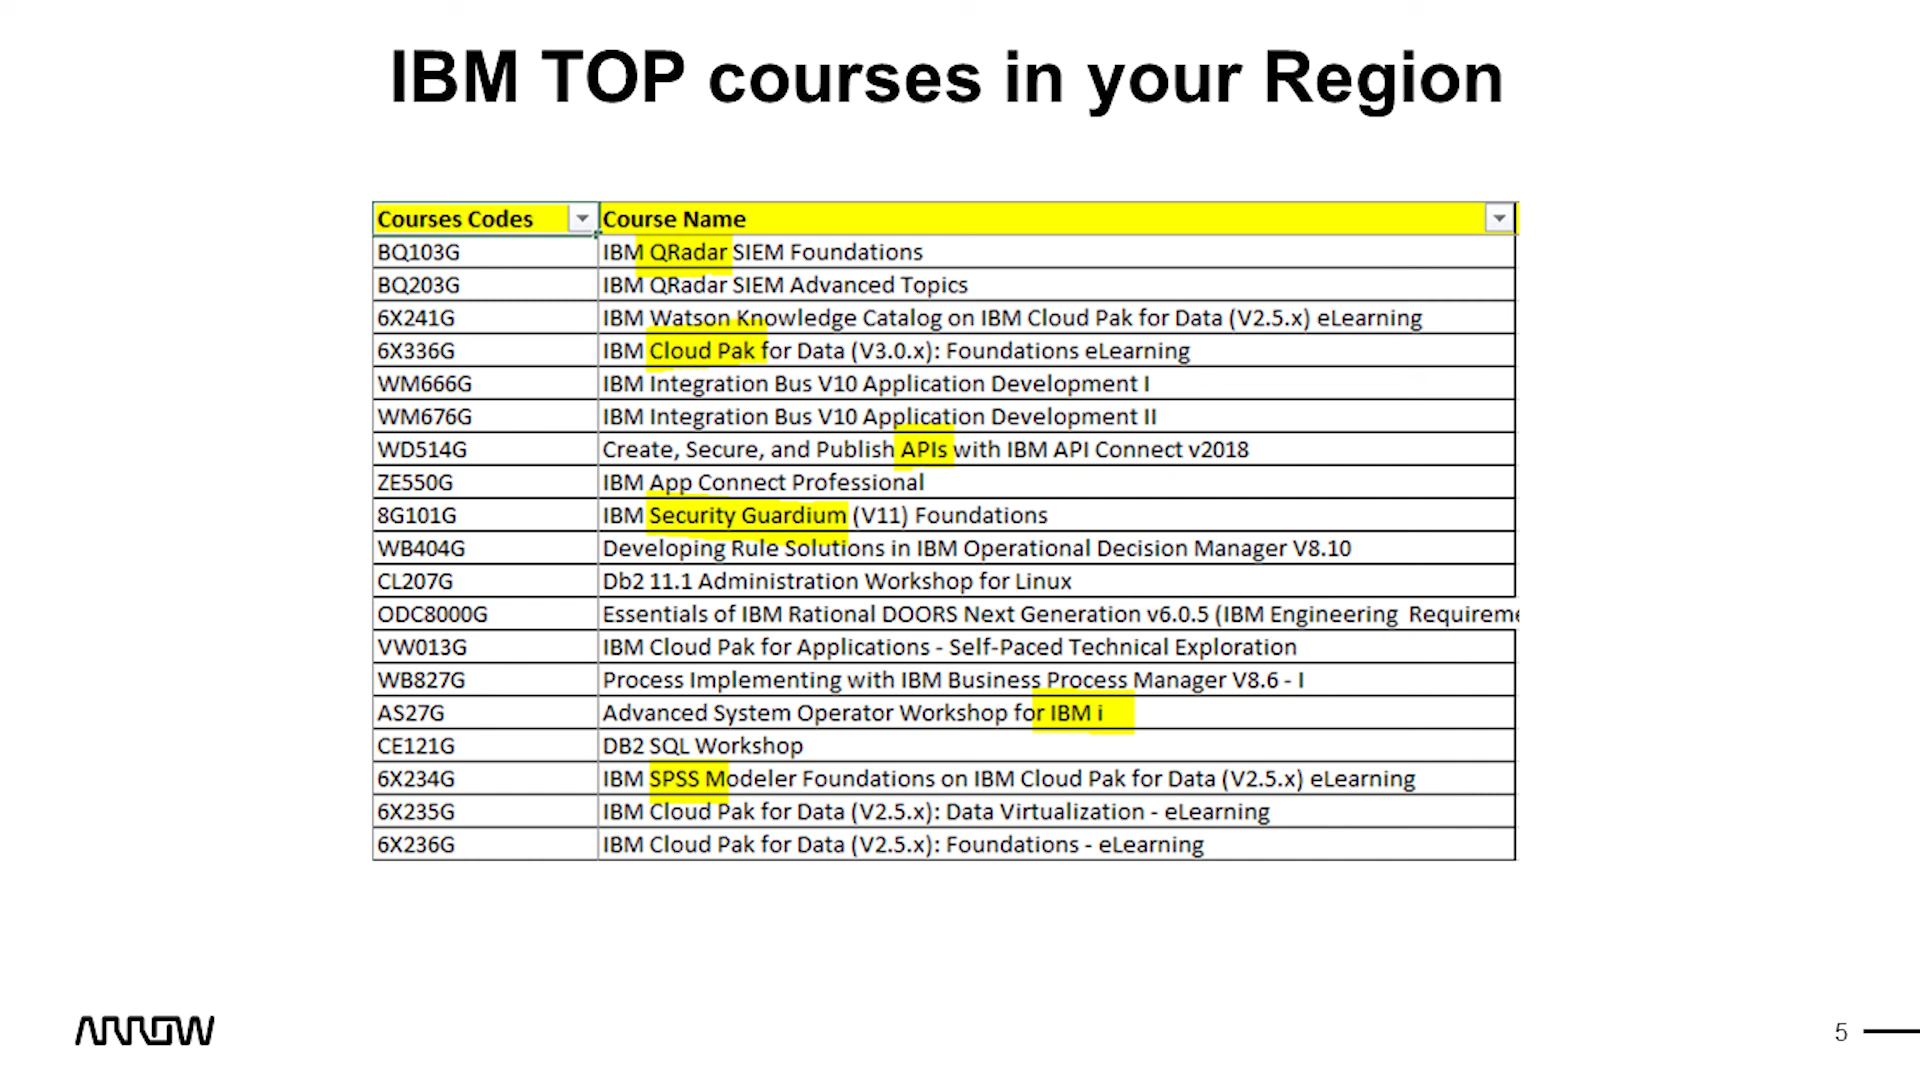 IBM TOP courses in your Region
Courses Codes Course Name
BQ103G IBM QRadar SIEM Foundations
BQ203G IBM QRadar SIEM Advanced Topics
6X241G IBM Watson Knowledge Catalog on IBM Cloud Pak for Data (V2.5.x) eLearning
6X336G IBM Cloud Pak for Data (V3.0.x): Foundations eLearning
WM666G IBM Integration Bus V10 Application Development I
WM676G IBM Integration Bus V10 Application Development II
WD514G Create, Secure, and Publish APIs with IBM API Connect v2018
ZE550G IBM App Connect Professional
8G101G IBM Security Guardium (V11) Foundations
WB404G Developing Rule Solutions in IBM Operational Decision Manager V8.10
CL207G Db2 11.1 Administration Workshop for Linux
ODC8000G Essentials of IBM Rational DOORS Next Generation v6.0.5 (IBM Engineering Requireme
VW013G IBM Cloud Pak for Applications - Self-Paced Technical Exploration
WB827G Process Implementing with IBM Business Process Manager V8.6 - I
AS27G Advanced System Operator Workshop for IBM i
CE121G DB2 SQL Workshop
6X234G IBM SPSS Modeler Foundations on IBM Cloud Pak for Data (V2.5.x) eLearning
6X235G IBM Cloud Pak for Data (V2.5.x): Data Virtualization - eLearning
6X236G IBM Cloud Pak for Data (V2.5.x): Foundations - eLearning
ARROW
5